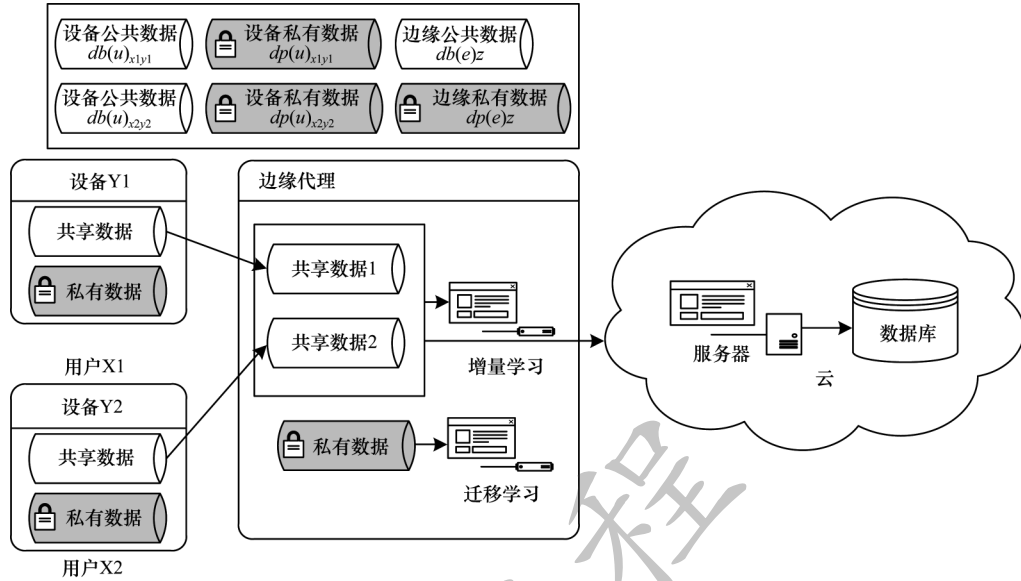 设备公共数据
db(u)x1y1
设备私有数据
dp(u)x1y1
边缘公共数据
db(e)z
设备公共数据
db(u)x2y2
设备私有数据
dp(u)x2y2
边缘私有数据
dp(e)z
设备Y1
共享数据
私有数据
用户X1
设备Y2
共享数据
私有数据
用户X2
边缘代理
共享数据1
共享数据2
增量学习
私有数据
迁移学习
服务器
云
数据库
程